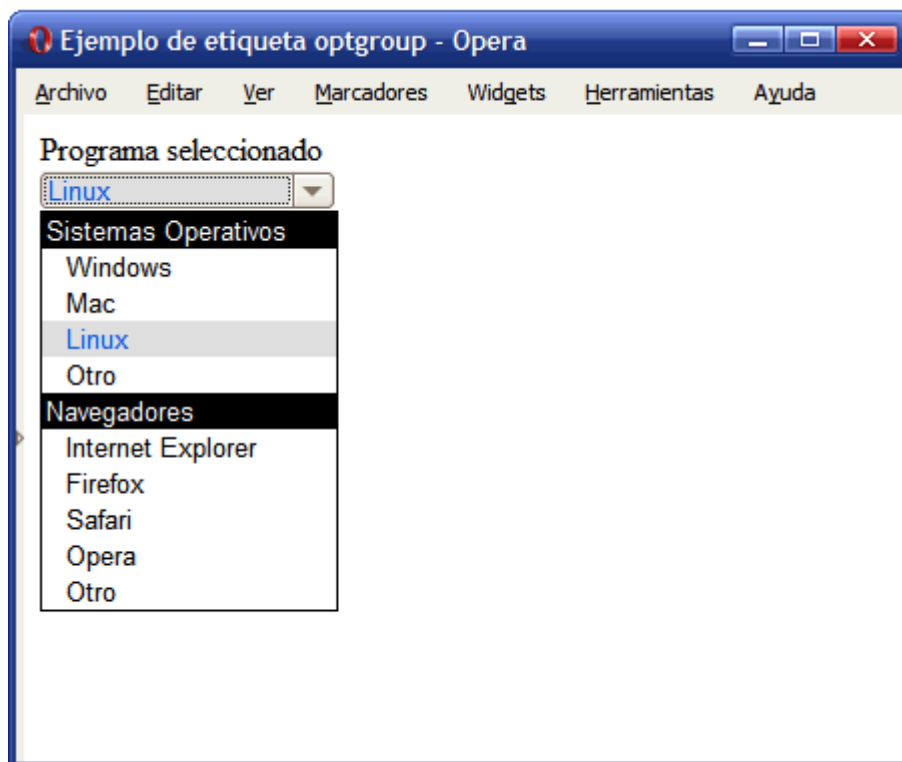 Ejemplo de etiqueta optgroup - Opera
Archivo Editar Ver Marcadores Widgets Herramientas Ayuda
Programa seleccionado
Linux
Sistemas Operativos
Windows
Mac
Linux
Otro
Navegadores
Internet Explorer
Firefox
Safari
Opera
Otro